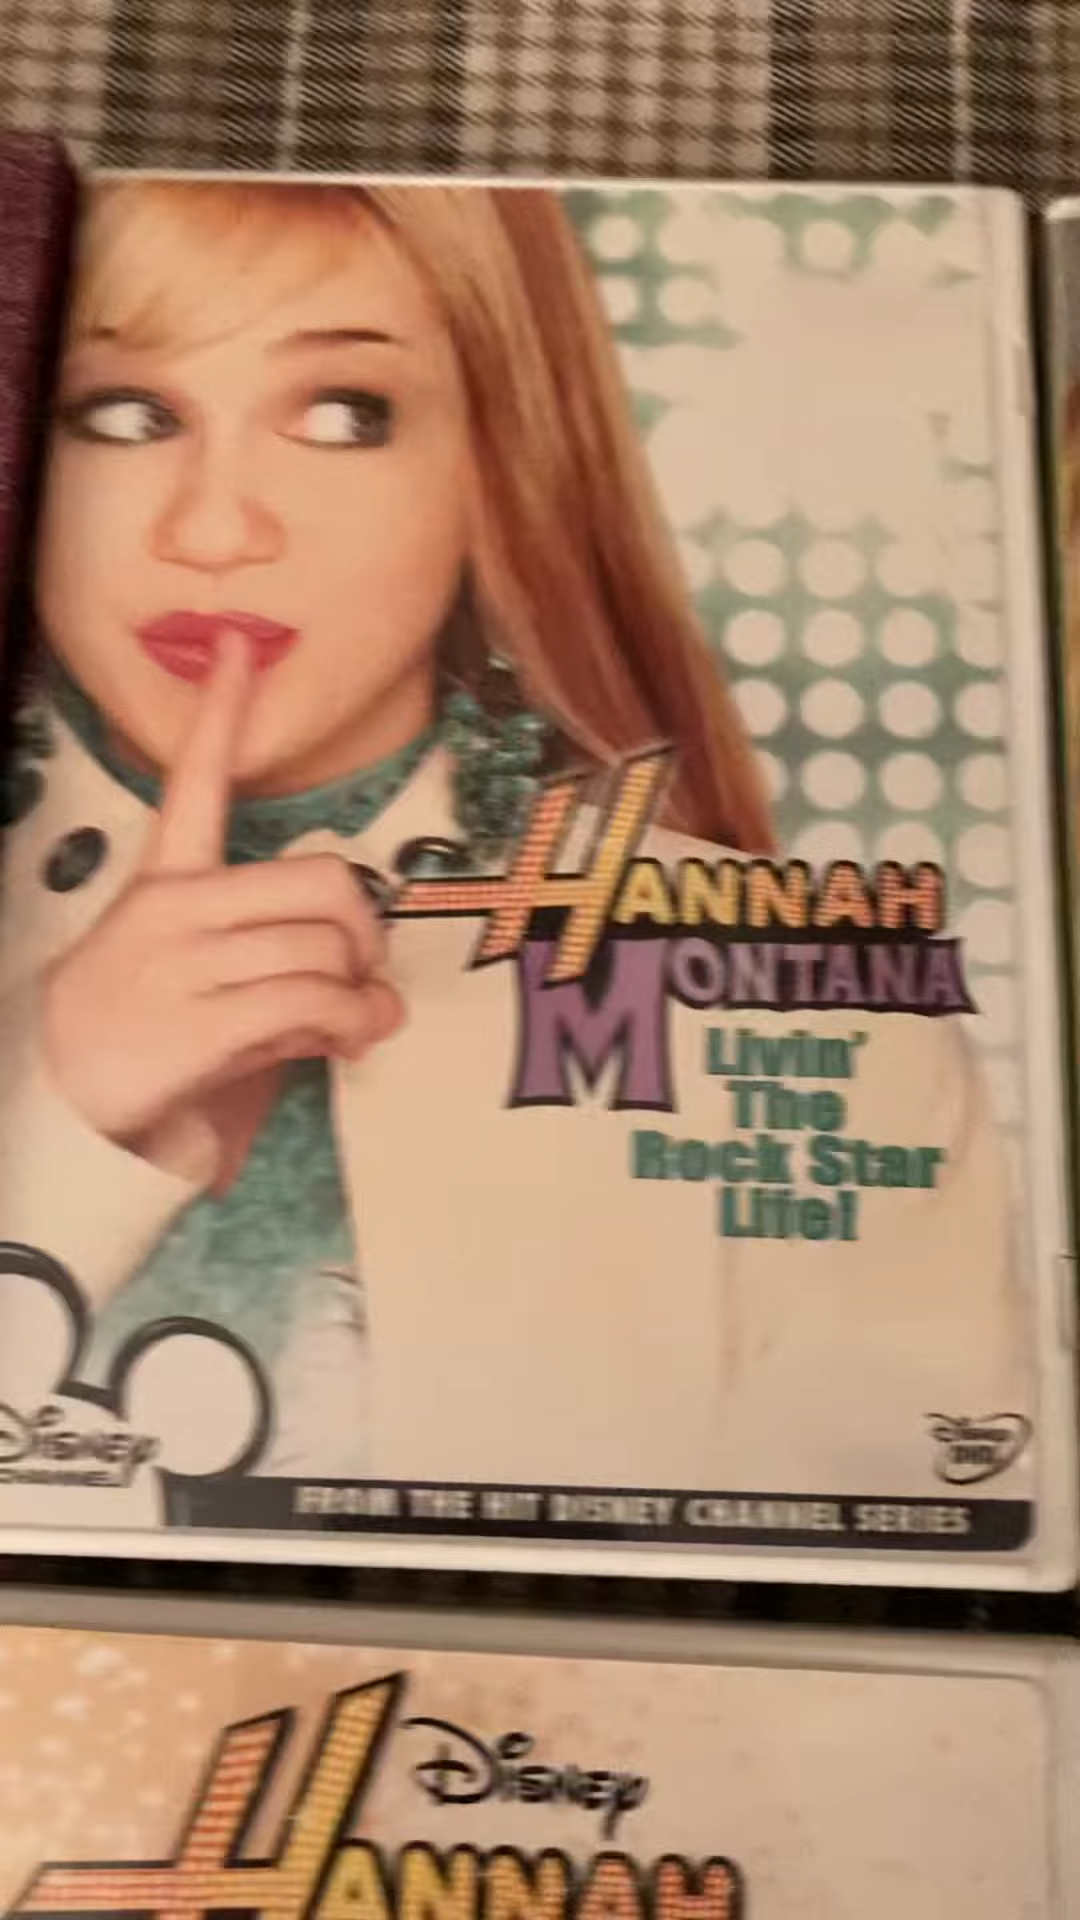 HANNAH
MONTANA
Livin'
The
Rock Star
Life!
Disney
CHANNEL
Disney
DVD
FROM THE HIT DISNEY CHANNEL SERIES
Disney
HANNAH